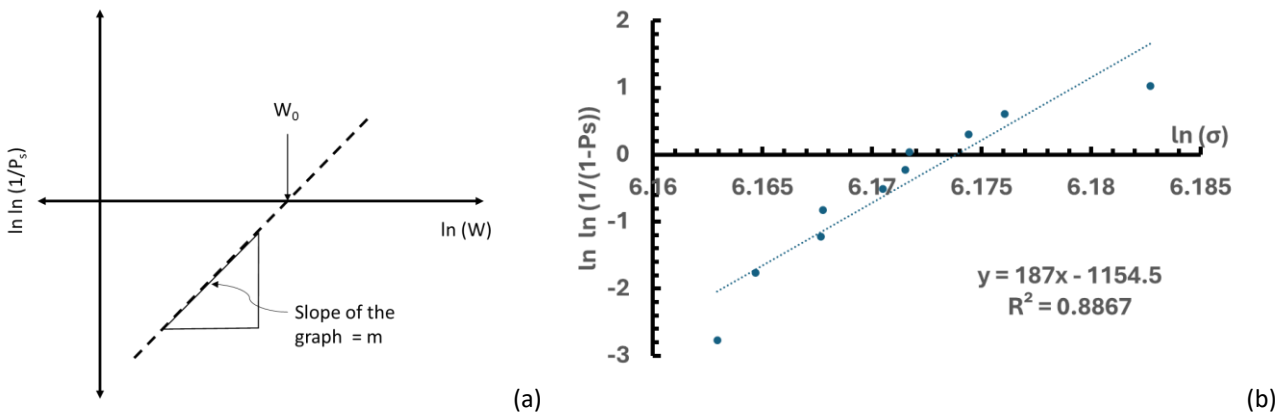 ln ln (1/Pₛ)
W₀
ln (W)
Slope of the
graph = m
(a)
ln ln (1/(1-Ps))
2
1
0
-1
-2
-3
ln (σ)
6.16 6.165 6.17 6.175 6.18 6.185
y = 187x - 1154.5
R² = 0.8867
(b)